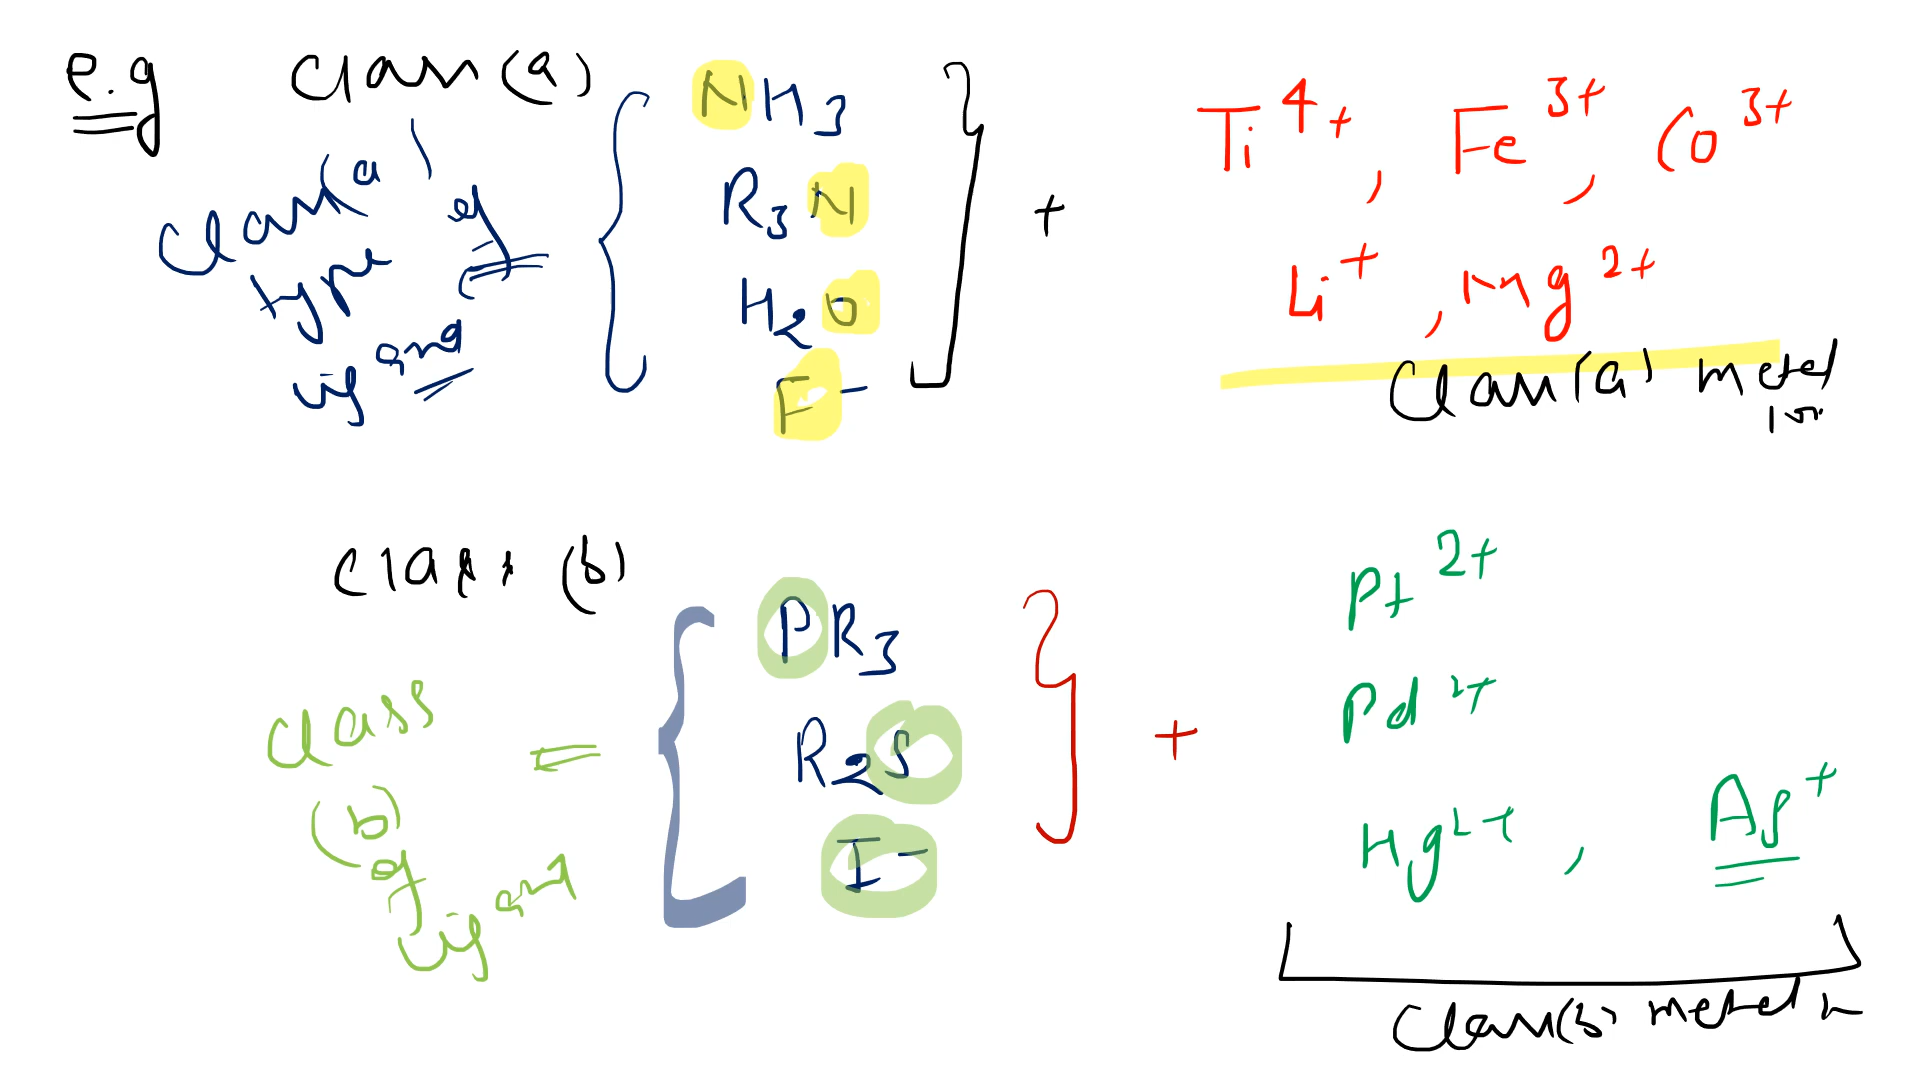 e.g class (a)
NH3
R3N
H2O
F-
class (a)
type of
ligand
=
+
Ti4+, Fe3+, Co3+
Li+, Mg2+
class (a) metal
ion
class (b)
PR3
R2S
I-
class
(b)
of
ligand
=
+
Pt2+
Pd2+
Hg2+, Ag+
class (b) metal